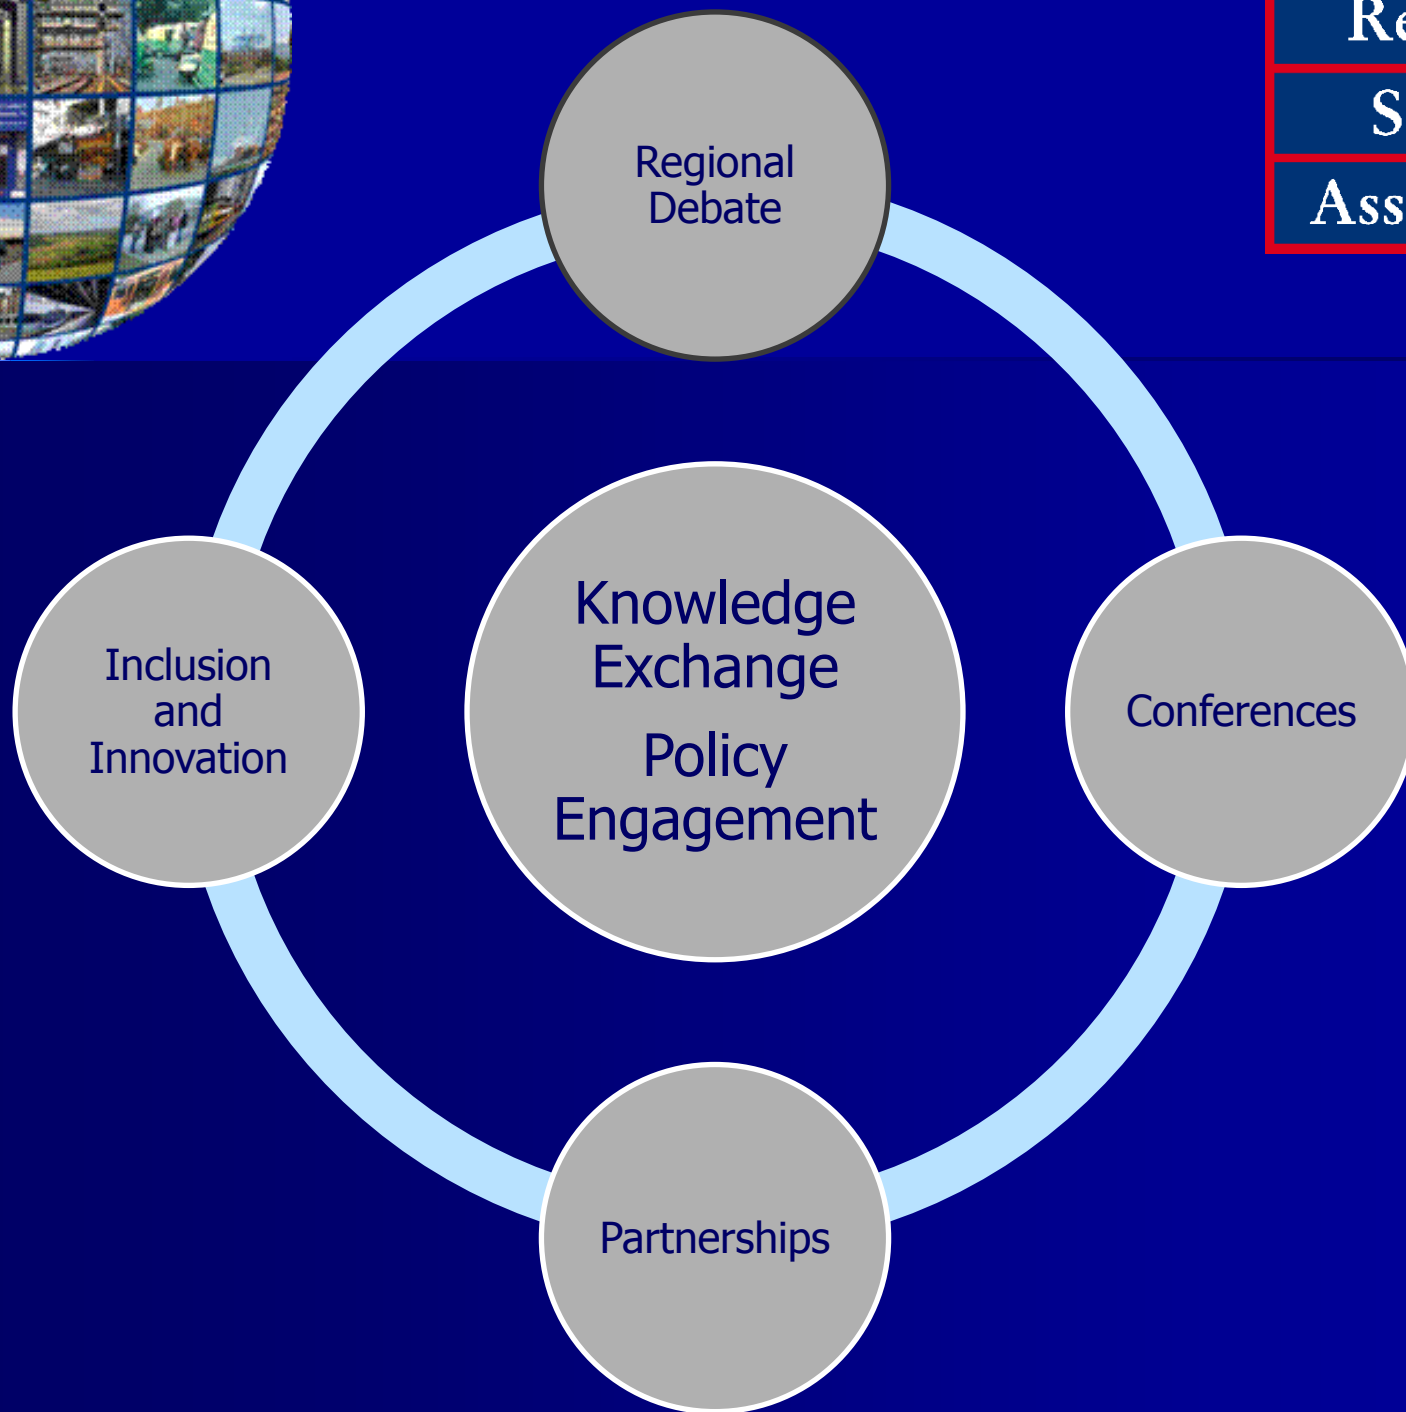 Regional
Debate
Inclusion
and
Innovation
Knowledge
Exchange
Policy
Engagement
Conferences
Partnerships